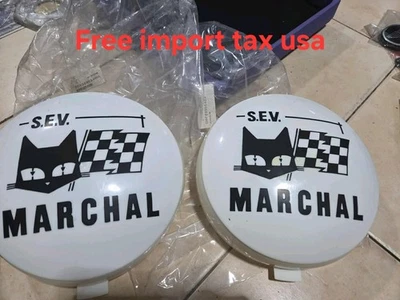 Free import tax usa
S.E.V.
MARCHAL
S.E.V.
MARCHAL